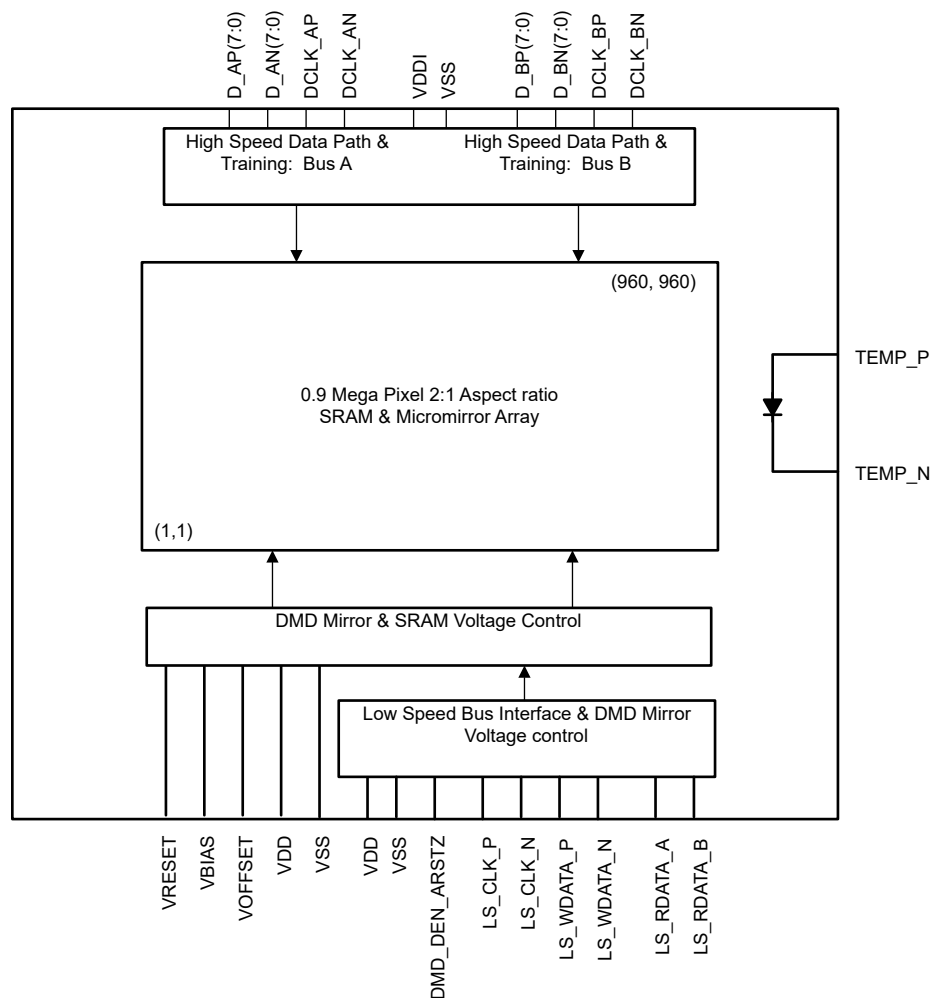 D_AP(7:0)
D_AN(7:0)
DCLK_AP
DCLK_AN
VDDI
VSS
D_BP(7:0)
D_BN(7:0)
DCLK_BP
DCLK_BN
High Speed Data Path &
Training: Bus A
High Speed Data Path &
Training: Bus B
(960, 960)
0.9 Mega Pixel 2:1 Aspect ratio
SRAM & Micromirror Array
(1,1)
TEMP_P
TEMP_N
DMD Mirror & SRAM Voltage Control
Low Speed Bus Interface & DMD Mirror
Voltage control
VRESET
VBIAS
VOFFSET
VDD
VSS
VDD
VSS
DMD_DEN_ARSTZ
LS_CLK_P
LS_CLK_N
LS_WDATA_P
LS_WDATA_N
LS_RDATA_A
LS_RDATA_B